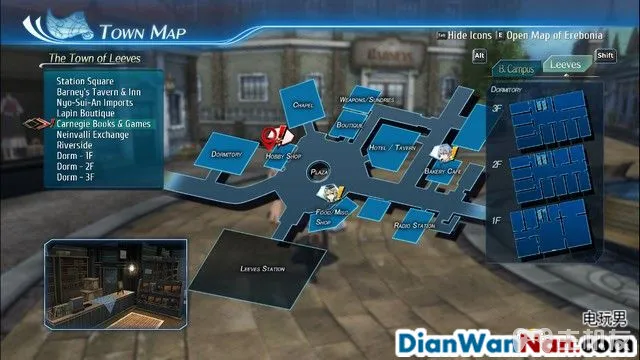 Town Map
Tab Hide Icons E Open Map of Erebonia
The Town of Leeves
Alt
Shift
B. Campus
Leeves
Station Square
Barney's Tavern & Inn
Nyo-Sui-An Imports
Lapin Boutique
Carnegie Books & Games
Neinvalli Exchange
Riverside
Dorm - 1F
Dorm - 2F
Dorm - 3F
BARNEYS
Chapel
Weapons/Sundries
Boutique
Dormitory
Hobby Shop
Hotel / Tavern
Plaza
Bakery Cafe
Food/Misc Shop
Radio Station
Leeves Station
Dormitory
3F
2F
1F
电玩男
DianWanNan.com